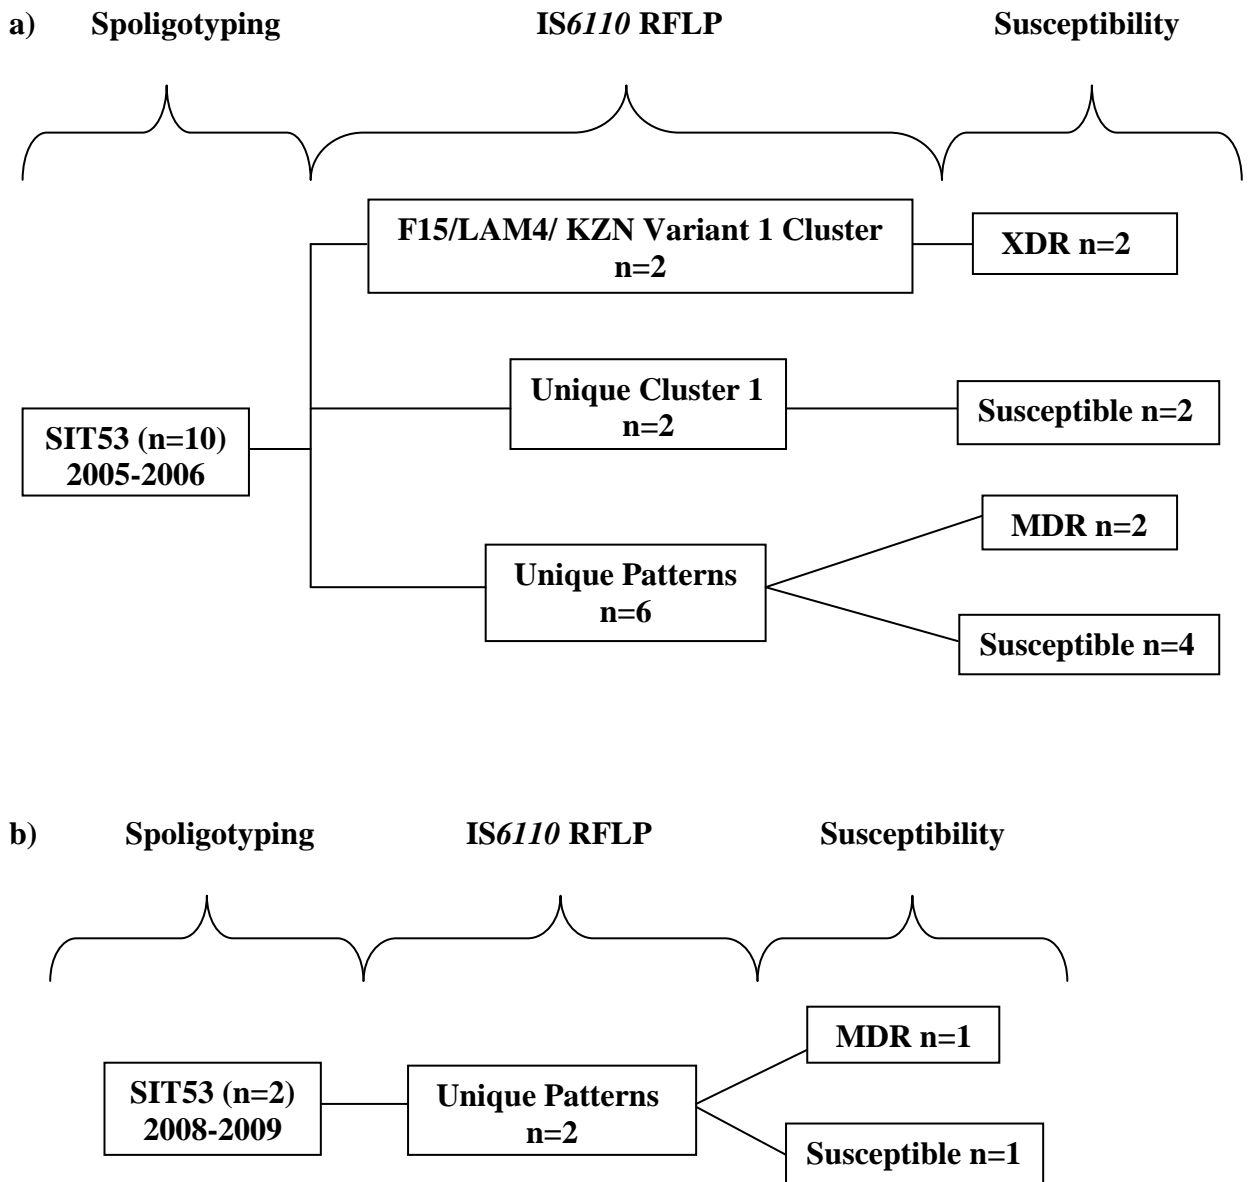 a) Spoligotyping IS6110 RFLP Susceptibility
F15/LAM4/ KZN Variant 1 Cluster
n=2
XDR n=2
Unique Cluster 1
n=2
Susceptible n=2
SIT53 (n=10)
2005-2006
MDR n=2
Unique Patterns
n=6
Susceptible n=4
b) Spoligotyping IS6110 RFLP Susceptibility
MDR n=1
SIT53 (n=2)
2008-2009
Unique Patterns
n=2
Susceptible n=1